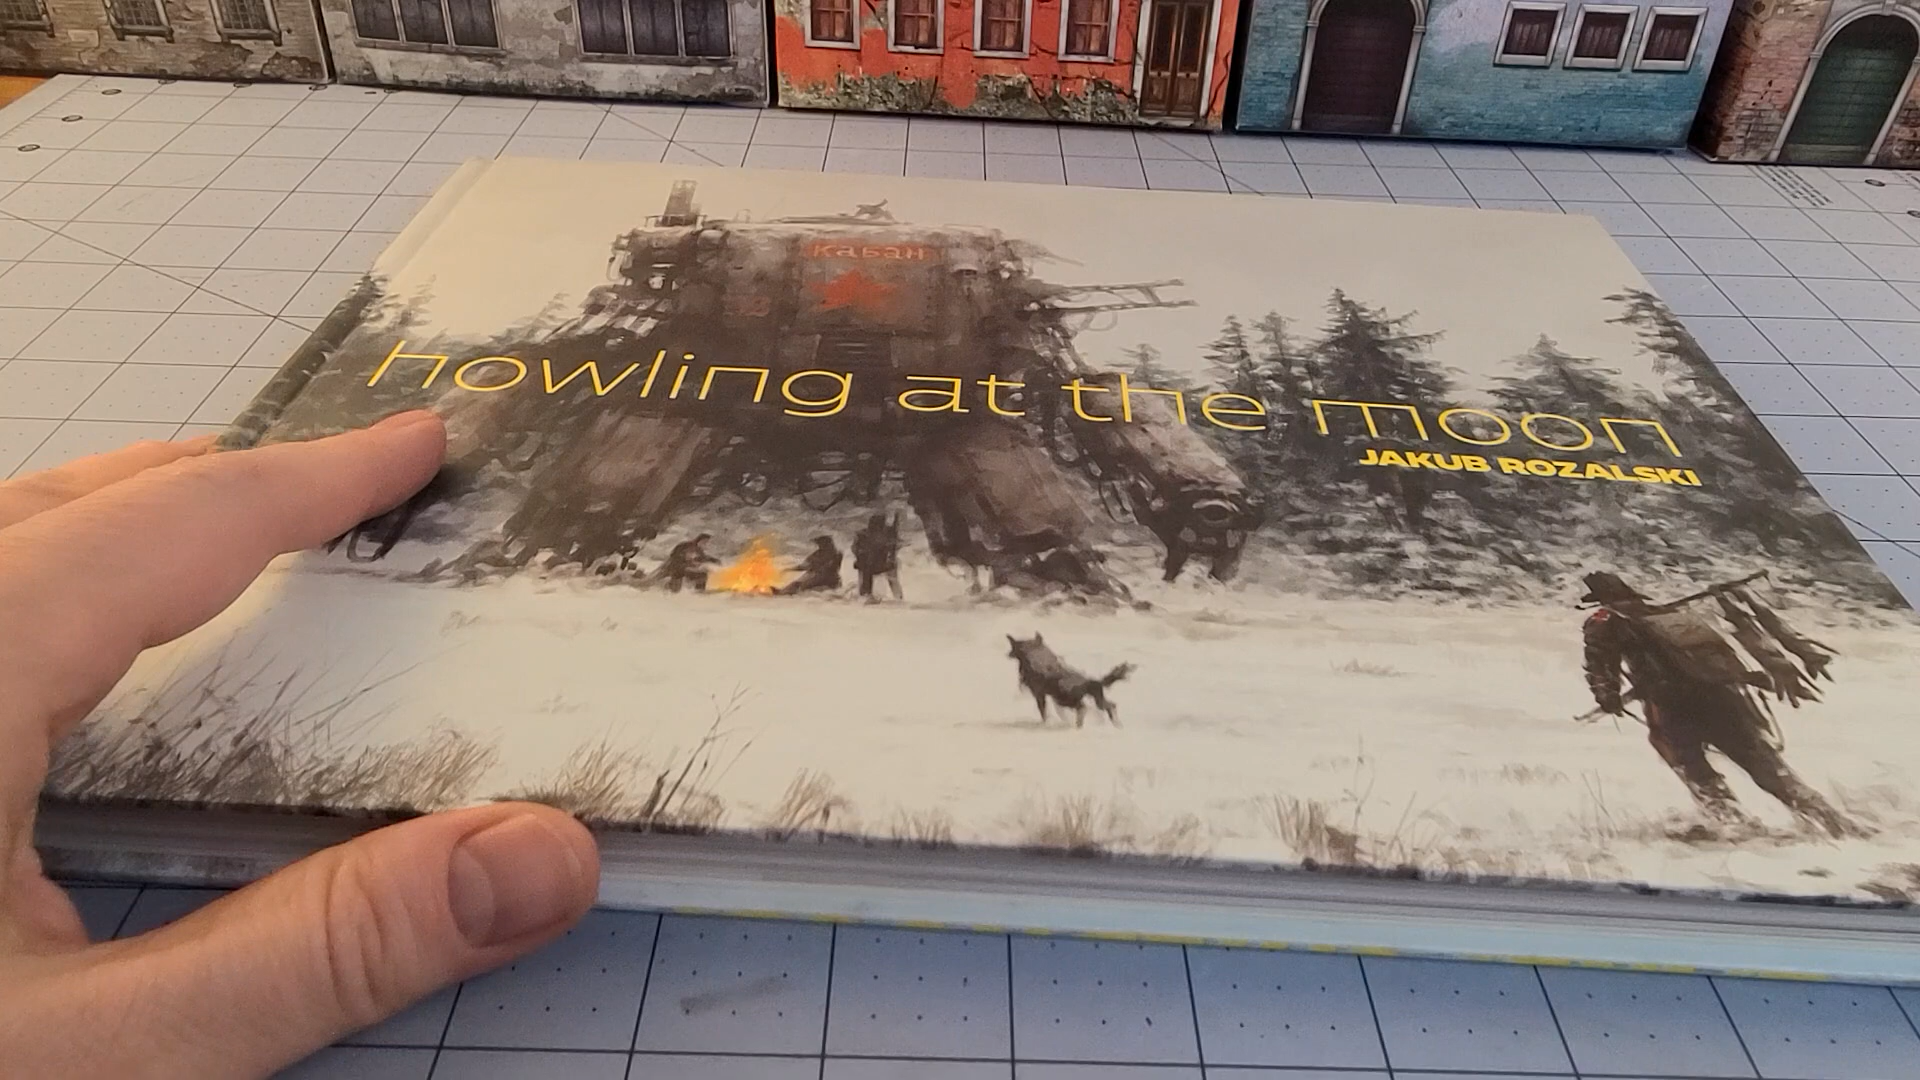 кабан
howling at the moon
JAKUB ROZALSKI